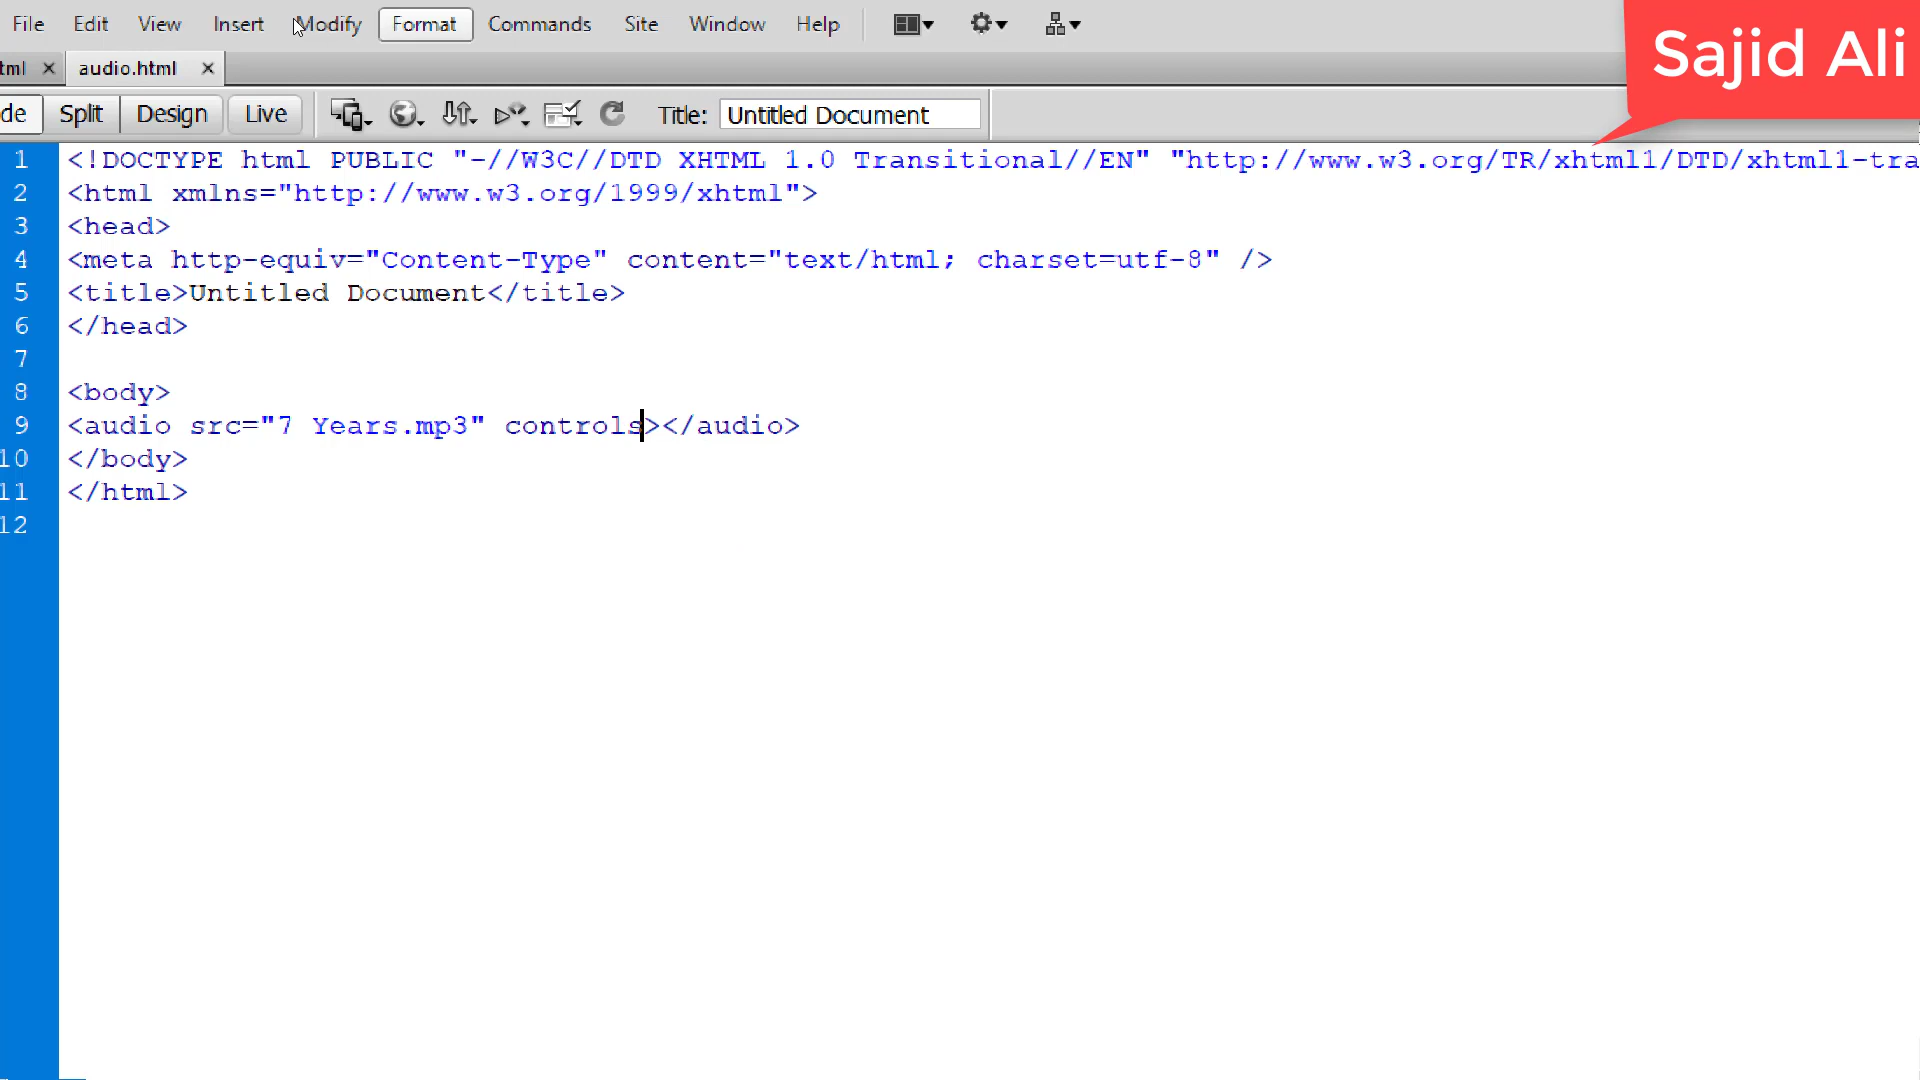 File Edit View Insert Modify Format Commands Site Window Help
Sajid Ali
tml × audio.html ×
de Split Design Live Title: Untitled Document
1 <!DOCTYPE html PUBLIC "-//W3C//DTD XHTML 1.0 Transitional//EN" "http://www.w3.org/TR/xhtml1/DTD/xhtml1-tra
2 <html xmlns="http://www.w3.org/1999/xhtml">
3 <head>
4 <meta http-equiv="Content-Type" content="text/html; charset=utf-8" />
5 <title>Untitled Document</title>
6 </head>
7
8 <body>
9 <audio src="7 Years.mp3" controls></audio>
10 </body>
11 </html>
12